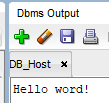 Dbms Output
DB_Host ×
Hello word!